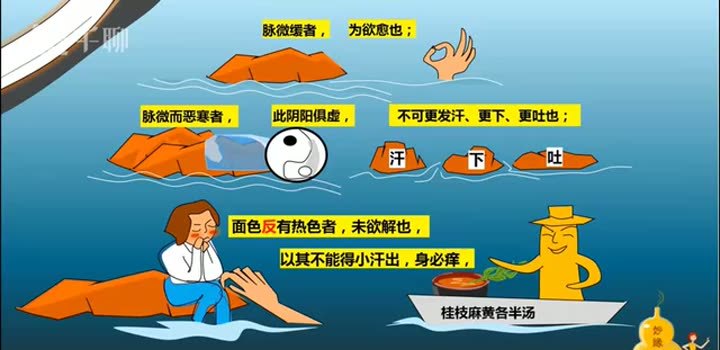 千聊
脉微缓者， 为欲愈也；
脉微而恶寒者， 此阴阳俱虚， 不可更发汗、更下、更吐也；
汗 下 吐
面色反有热色者，未欲解也，
以其不能得小汗出，身必痒，
桂枝麻黄各半汤